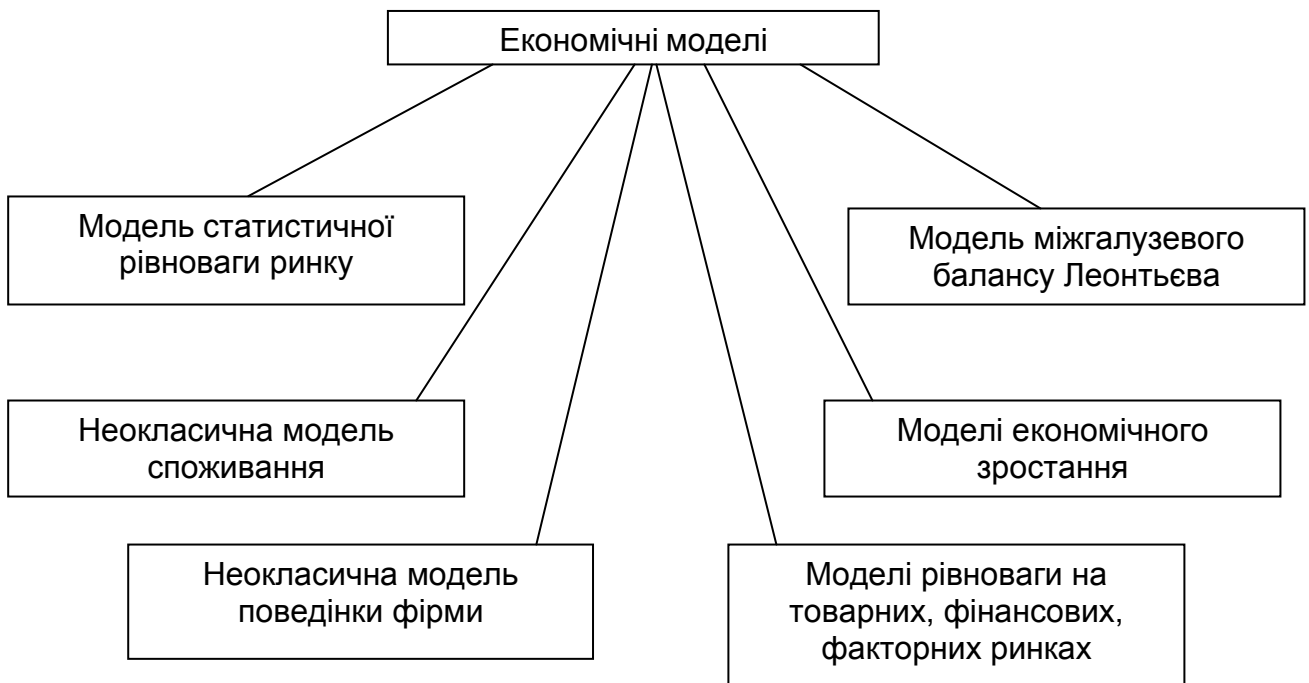 Економічні моделі
Модель статистичної
рівноваги ринку
Модель міжгалузевого
балансу Леонтьєва
Неокласична модель
споживання
Моделі економічного
зростання
Неокласична модель
поведінки фірми
Моделі рівноваги на
товарних, фінансових,
факторних ринках